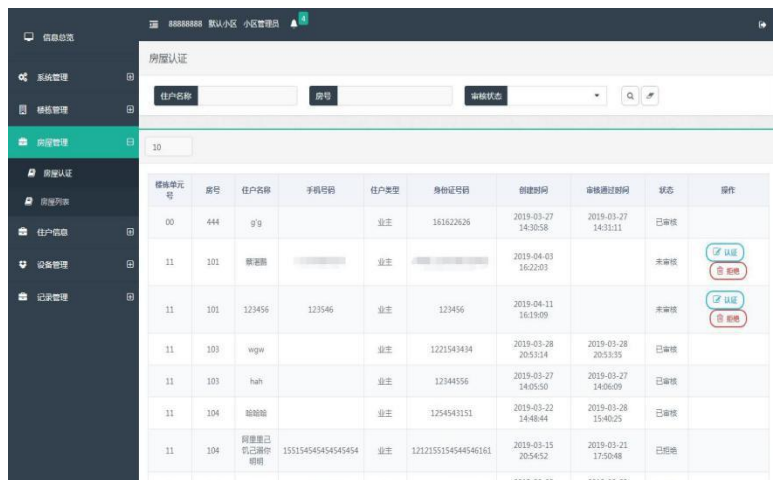 信息总览
系统管理
楼栋管理
房屋管理
房屋认证
房屋列表
住户信息
设备管理
记录管理
88888888 默认小区 小区管理员 4
房屋认证
住户名称 房号 审核状态
10
楼栋单元号 房号 住户名称 手机号码 住户类型 身份证号码 创建时间 审核通过时间 状态 操作
00 444 g'g 业主 161622626 2019-03-27 14:30:58 2019-03-27 14:31:11 已审核
11 101 业主 2019-04-03 16:22:03 未审核 认证 拒绝
11 101 123456 123546 业主 123456 2019-04-11 16:19:09 未审核 认证 拒绝
11 103 wgw 业主 1221543434 2019-03-28 20:53:14 2019-03-28 20:53:35 已审核
11 103 hah 业主 12344556 2019-03-27 14:05:50 2019-03-27 14:06:09 已审核
11 104 哈哈哈 业主 1254543151 2019-03-22 14:48:44 2019-03-28 15:40:25 已审核
11 104 155154545454545454 业主 1212155154544546161 2019-03-15 20:54:52 2019-03-21 17:50:48 已拒绝